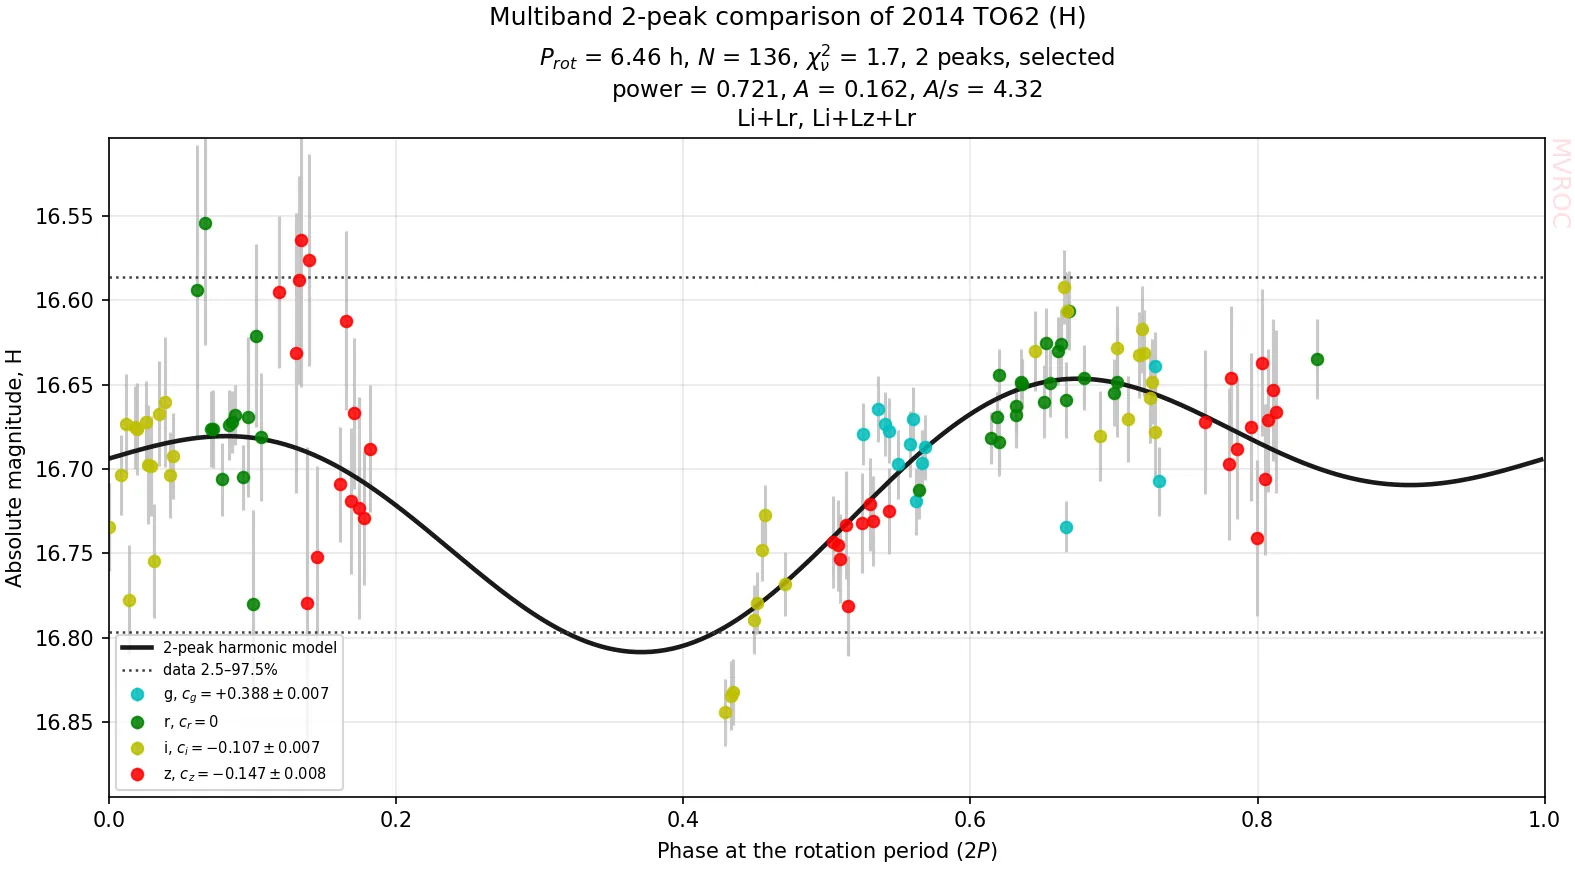 Multiband 2-peak comparison of 2014 TO62 (H)
P_rot = 6.46 h, N = 136, χ²_ν = 1.7, 2 peaks, selected
power = 0.721, A = 0.162, A/s = 4.32
Li+Lr, Li+Lz+Lr
MVROC
Absolute magnitude, H
16.55
16.60
16.65
16.70
16.75
16.80
16.85
2-peak harmonic model
data 2.5–97.5%
g, c_g = +0.388 ± 0.007
r, c_r = 0
i, c_i = −0.107 ± 0.007
z, c_z = −0.147 ± 0.008
0.0 0.2 0.4 0.6 0.8 1.0
Phase at the rotation period (2P)